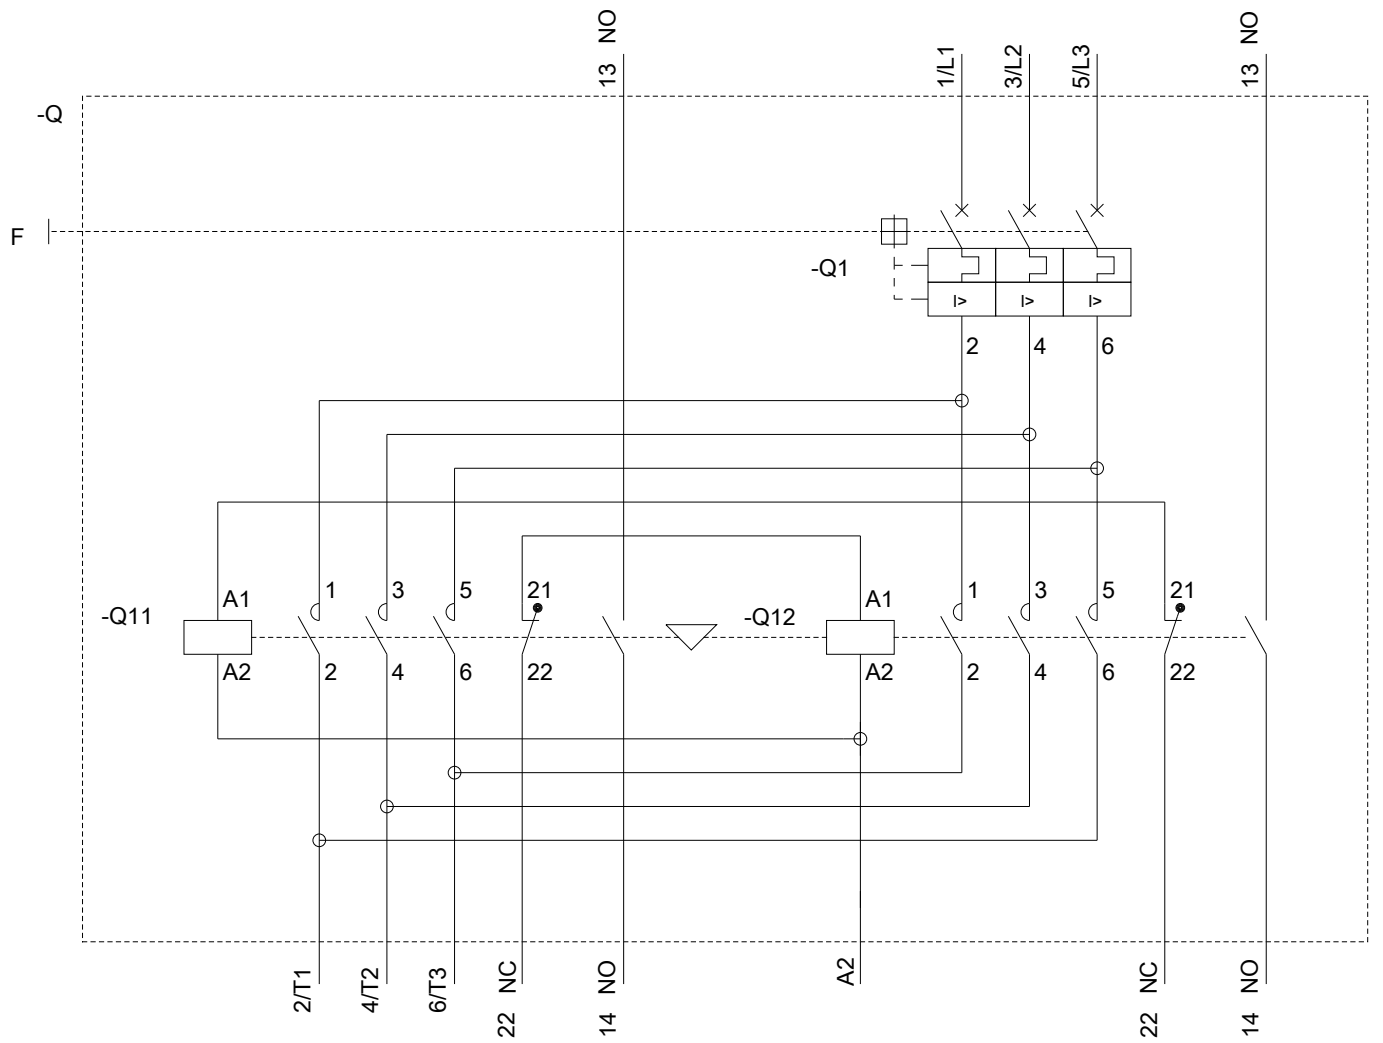 13 NO
1/L1
3/L2
5/L3
13 NO
-Q
F
-Q1
I> I> I>
2 4 6
-Q11
A1 1 3 5 21
-Q12
A1 1 3 5 21
A2 2 4 6 22
A2 2 4 6 22
2/T1
4/T2
6/T3
22 NC
14 NO
A2
22 NC
14 NO